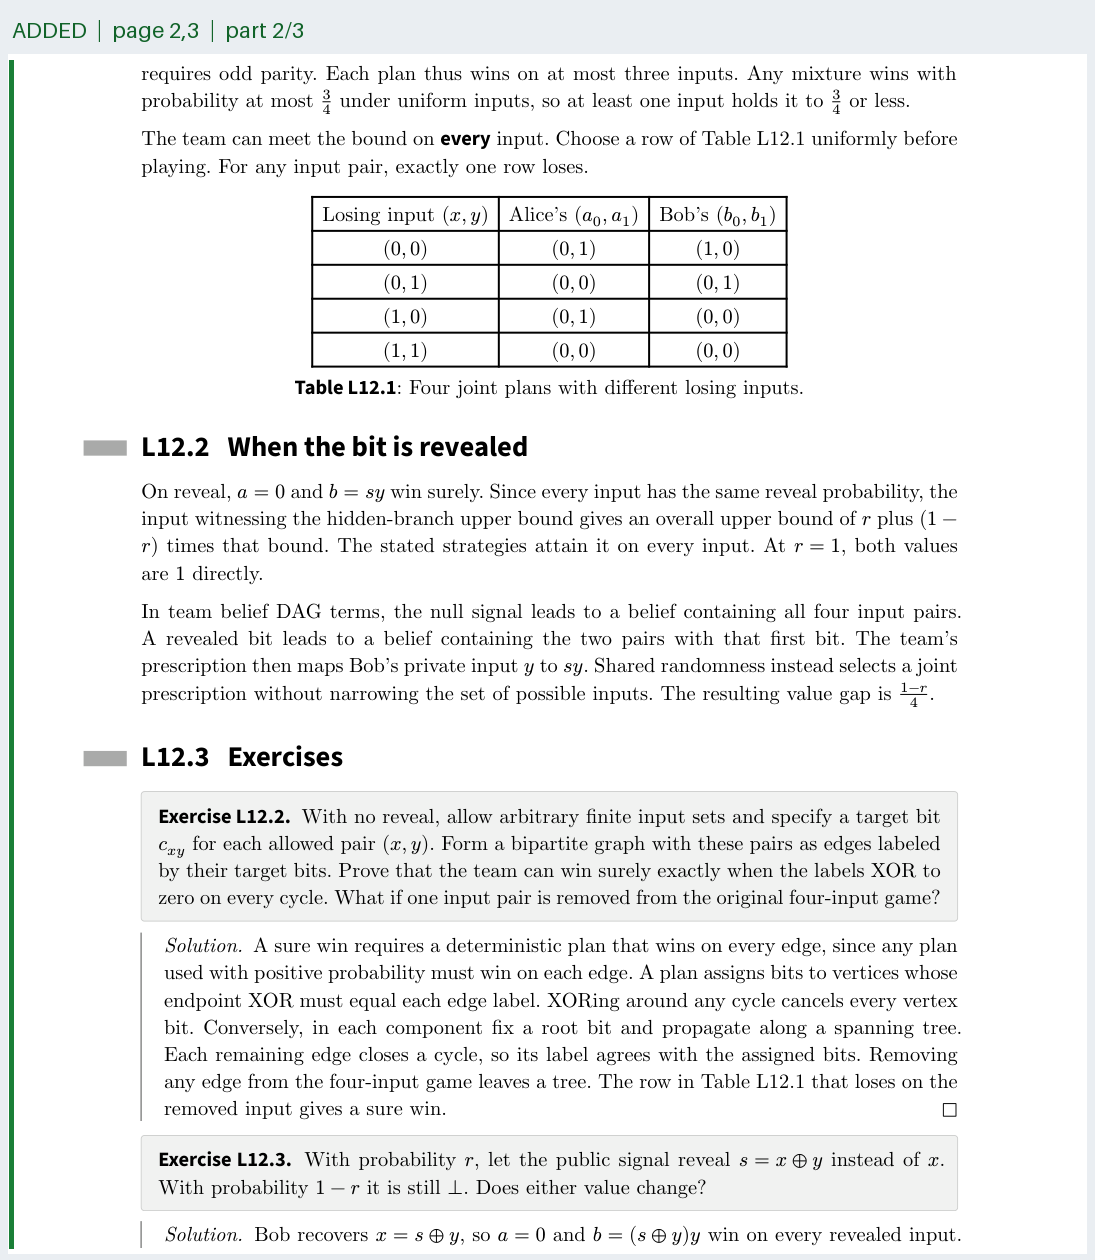 ADDED | page 2,3 | part 2/3
requires odd parity. Each plan thus wins on at most three inputs. Any mixture wins with
probability at most 3/4 under uniform inputs, so at least one input holds it to 3/4 or less.
The team can meet the bound on every input. Choose a row of Table L12.1 uniformly before
playing. For any input pair, exactly one row loses.
Losing input (x, y) | Alice's (a₀, a₁) | Bob's (b₀, b₁)
(0, 0) | (0, 1) | (1, 0)
(0, 1) | (0, 0) | (0, 1)
(1, 0) | (0, 1) | (0, 0)
(1, 1) | (0, 0) | (0, 0)
Table L12.1: Four joint plans with different losing inputs.
L12.2 When the bit is revealed
On reveal, a = 0 and b = sy win surely. Since every input has the same reveal probability, the
input witnessing the hidden-branch upper bound gives an overall upper bound of r plus (1 −
r) times that bound. The stated strategies attain it on every input. At r = 1, both values
are 1 directly.
In team belief DAG terms, the null signal leads to a belief containing all four input pairs.
A revealed bit leads to a belief containing the two pairs with that first bit. The team's
prescription then maps Bob's private input y to sy. Shared randomness instead selects a joint
prescription without narrowing the set of possible inputs. The resulting value gap is (1−r)/4.
L12.3 Exercises
Exercise L12.2. With no reveal, allow arbitrary finite input sets and specify a target bit
c_xy for each allowed pair (x, y). Form a bipartite graph with these pairs as edges labeled
by their target bits. Prove that the team can win surely exactly when the labels XOR to
zero on every cycle. What if one input pair is removed from the original four-input game?
Solution. A sure win requires a deterministic plan that wins on every edge, since any plan
used with positive probability must win on each edge. A plan assigns bits to vertices whose
endpoint XOR must equal each edge label. XORing around any cycle cancels every vertex
bit. Conversely, in each component fix a root bit and propagate along a spanning tree.
Each remaining edge closes a cycle, so its label agrees with the assigned bits. Removing
any edge from the four-input game leaves a tree. The row in Table L12.1 that loses on the
removed input gives a sure win. □
Exercise L12.3. With probability r, let the public signal reveal s = x ⊕ y instead of x.
With probability 1 − r it is still ⊥. Does either value change?
Solution. Bob recovers x = s ⊕ y, so a = 0 and b = (s ⊕ y)y win on every revealed input.